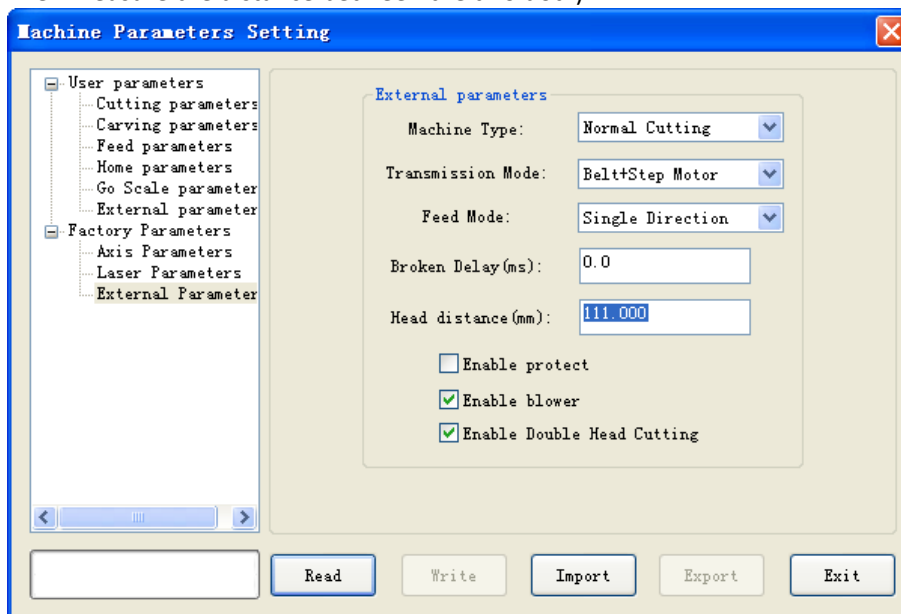 Machine Parameters Setting
User parameters
Cutting parameters
Carving parameters
Feed parameters
Home parameters
Go Scale parameter
External parameter
Factory Parameters
Axis Parameters
Laser Parameters
External Parameter
External parameters
Machine Type: Normal Cutting
Transmission Mode: Belt+Step Motor
Feed Mode: Single Direction
Broken Delay(ms): 0.0
Head distance(mm): 111.000
Enable protect
Enable blower
Enable Double Head Cutting
Read Write Import Export Exit